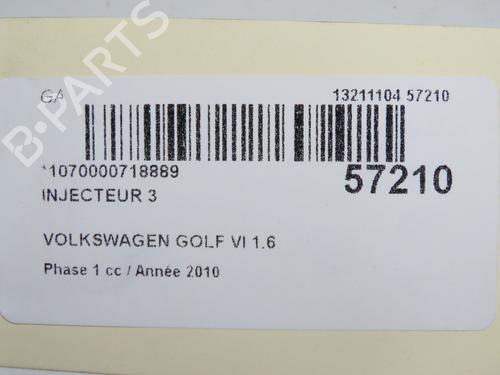 GA 13211104 57210
*1070000718889 57210
INJECTEUR 3
VOLKSWAGEN GOLF VI 1.6
Phase 1 cc / Année 2010
B-PARTS